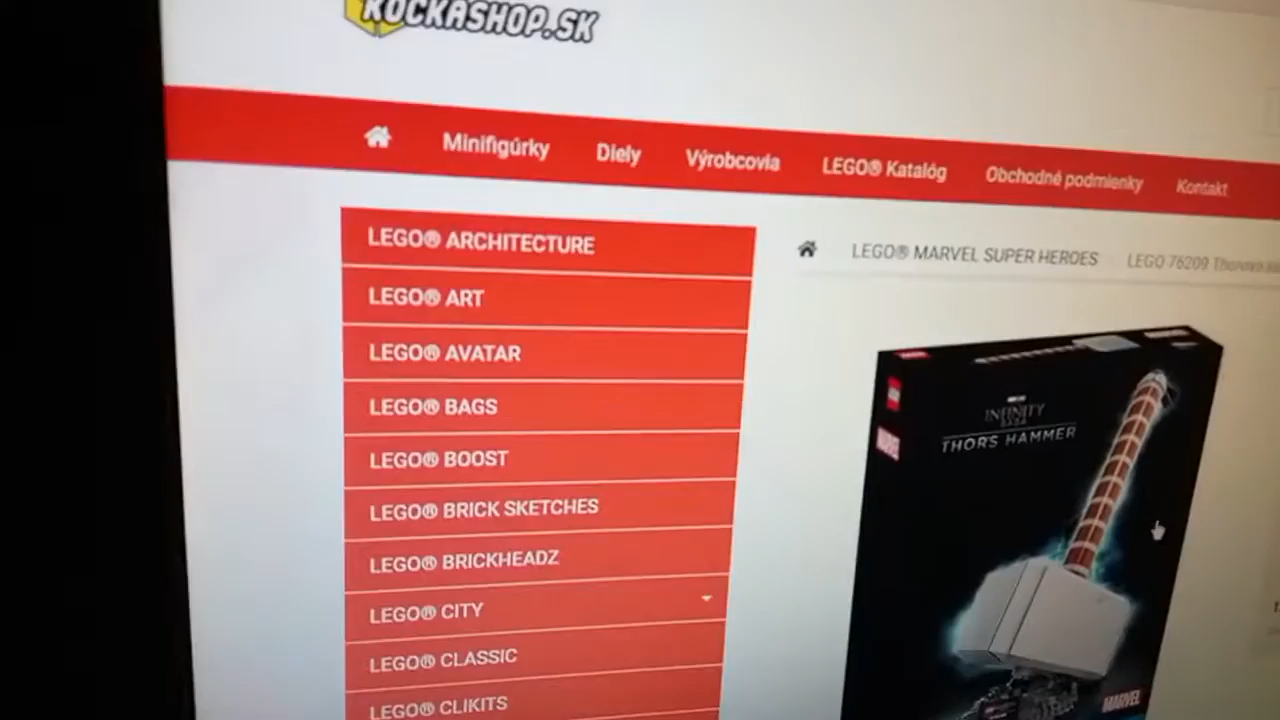 KOCKASHOP.SK
Minifigúrky Diely Výrobcovia LEGO® Katalóg Obchodné podmienky Kontakt
LEGO® MARVEL SUPER HEROES LEGO 76209
LEGO® ARCHITECTURE
LEGO® ART
LEGO® AVATAR
LEGO® BAGS
LEGO® BOOST
LEGO® BRICK SKETCHES
LEGO® BRICKHEADZ
LEGO® CITY
LEGO® CLASSIC
LEGO® CLIKITS
MARVEL
INFINITY
SAGA
THOR'S HAMMER
MARVEL